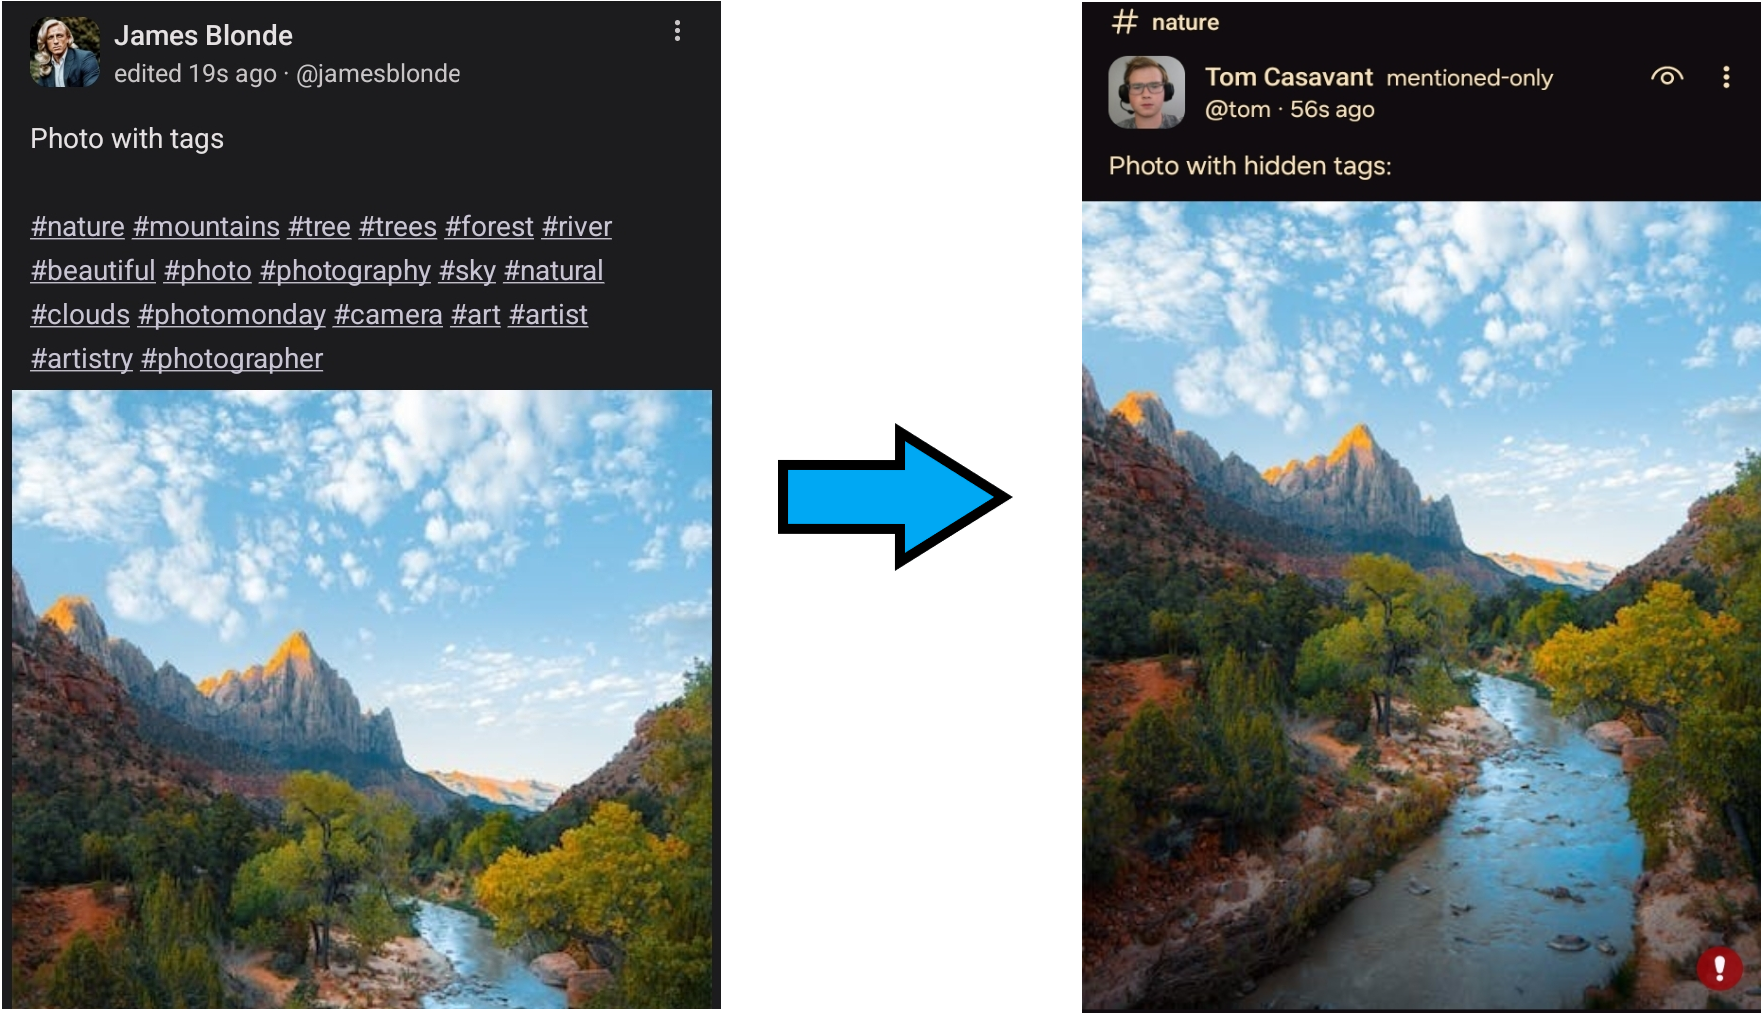 James Blonde
edited 19s ago · @jamesblonde
Photo with tags
#nature #mountains #tree #trees #forest #river
#beautiful #photo #photography #sky #natural
#clouds #photomonday #camera #art #artist
#artistry #photographer
# nature
Tom Casavant mentioned-only
@tom · 56s ago
Photo with hidden tags: